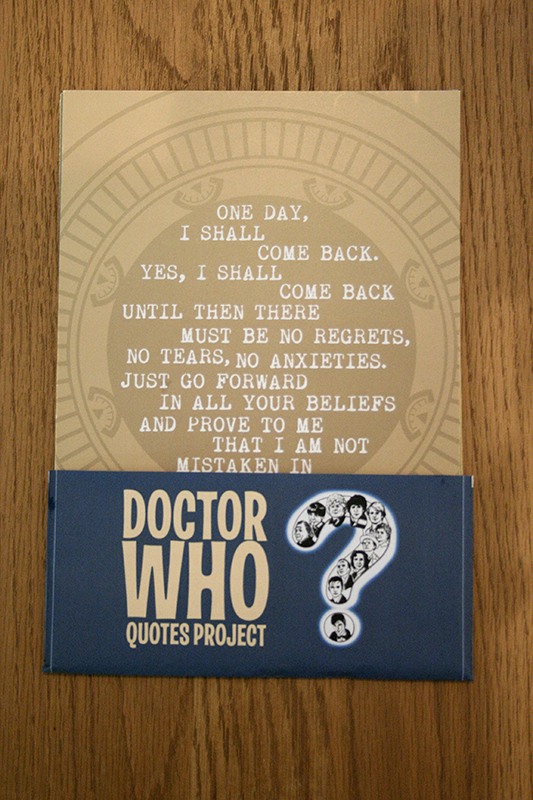 ONE DAY,
I SHALL
COME BACK.
YES, I SHALL
COME BACK
UNTIL THEN THERE
MUST BE NO REGRETS,
NO TEARS, NO ANXIETIES.
JUST GO FORWARD
IN ALL YOUR BELIEFS
AND PROVE TO ME
THAT I AM NOT
MISTAKEN IN
DOCTOR
WHO
QUOTES PROJECT
?